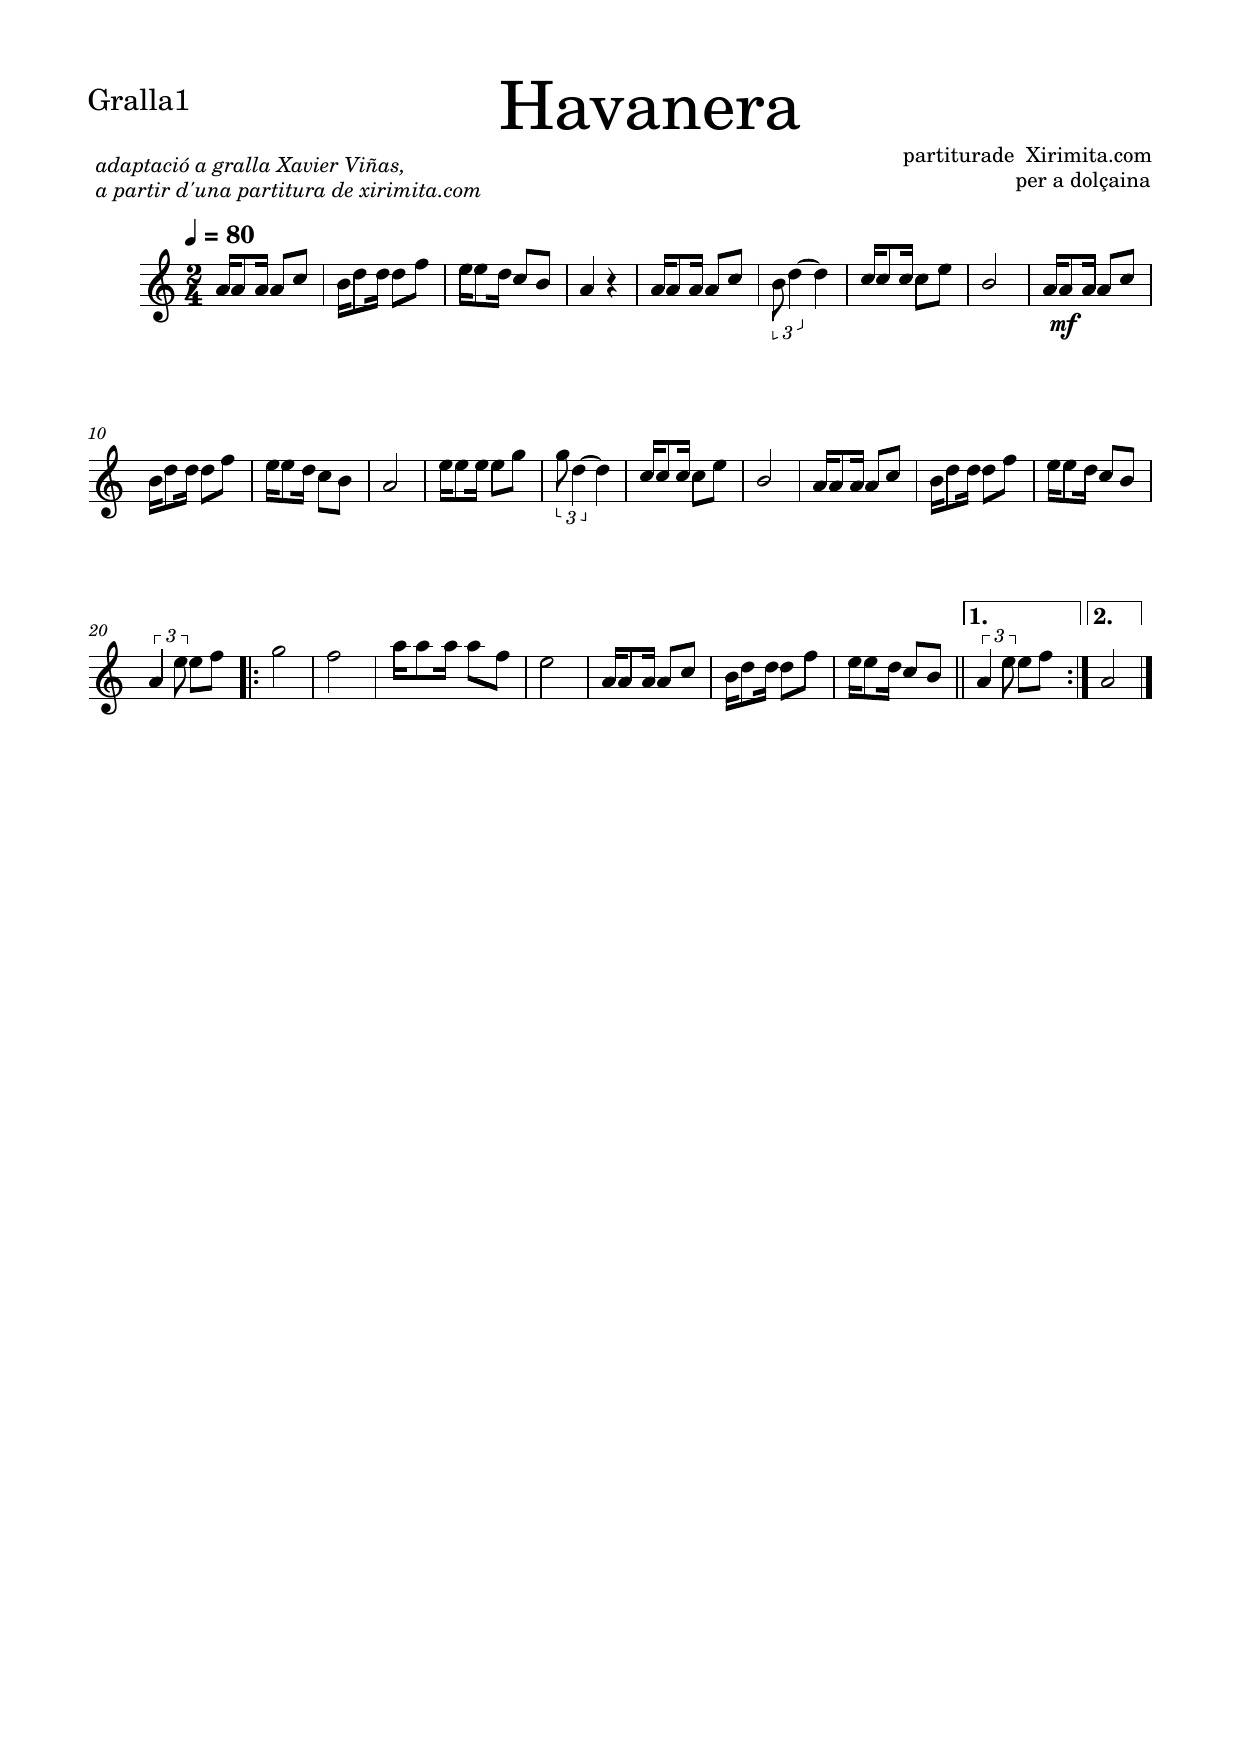 Gralla1
Havanera
adaptació a gralla Xavier Viñas,
a partir d'una partitura de xirimita.com
partiturade  Xirimita.com
per a dolçaina
= 80
2
4
3
mf
10
3
20
3
1.
3
2.